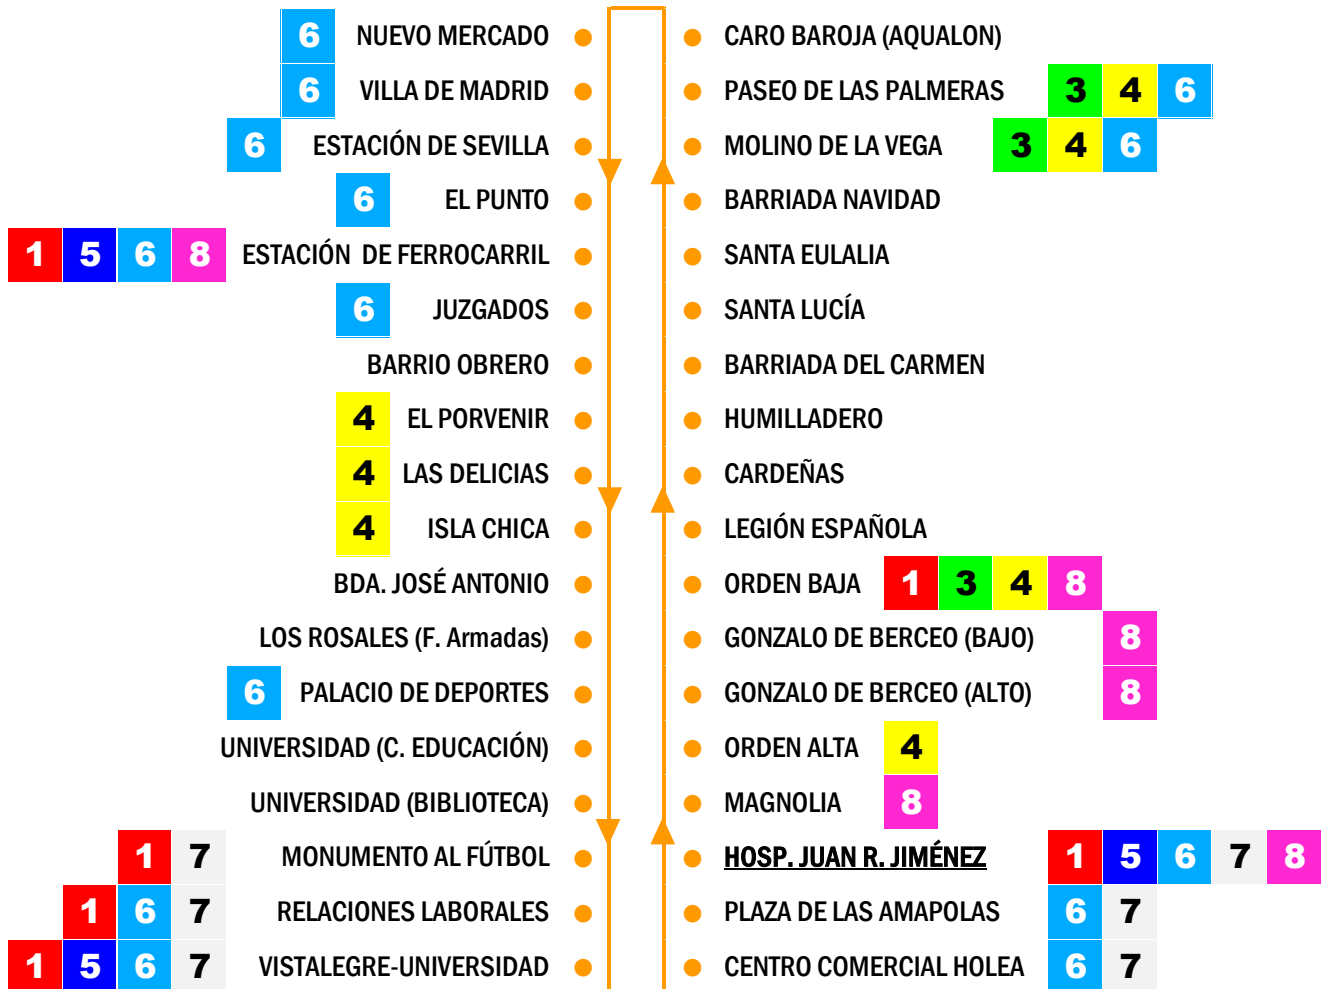 6 NUEVO MERCADO CARO BAROJA (AQUALON)
6 VILLA DE MADRID PASEO DE LAS PALMERAS 3 4 6
6 ESTACIÓN DE SEVILLA MOLINO DE LA VEGA 3 4 6
6 EL PUNTO BARRIADA NAVIDAD
1 5 6 8 ESTACIÓN DE FERROCARRIL SANTA EULALIA
6 JUZGADOS SANTA LUCÍA
BARRIO OBRERO BARRIADA DEL CARMEN
4 EL PORVENIR HUMILLADERO
4 LAS DELICIAS CARDEÑAS
4 ISLA CHICA LEGIÓN ESPAÑOLA
BDA. JOSÉ ANTONIO ORDEN BAJA 1 3 4 8
LOS ROSALES (F. Armadas) GONZALO DE BERCEO (BAJO) 8
6 PALACIO DE DEPORTES GONZALO DE BERCEO (ALTO) 8
UNIVERSIDAD (C. EDUCACIÓN) ORDEN ALTA 4
UNIVERSIDAD (BIBLIOTECA) MAGNOLIA 8
1 7 MONUMENTO AL FÚTBOL HOSP. JUAN R. JIMÉNEZ 1 5 6 7 8
1 6 7 RELACIONES LABORALES PLAZA DE LAS AMAPOLAS 6 7
1 5 6 7 VISTALEGRE-UNIVERSIDAD CENTRO COMERCIAL HOLEA 6 7